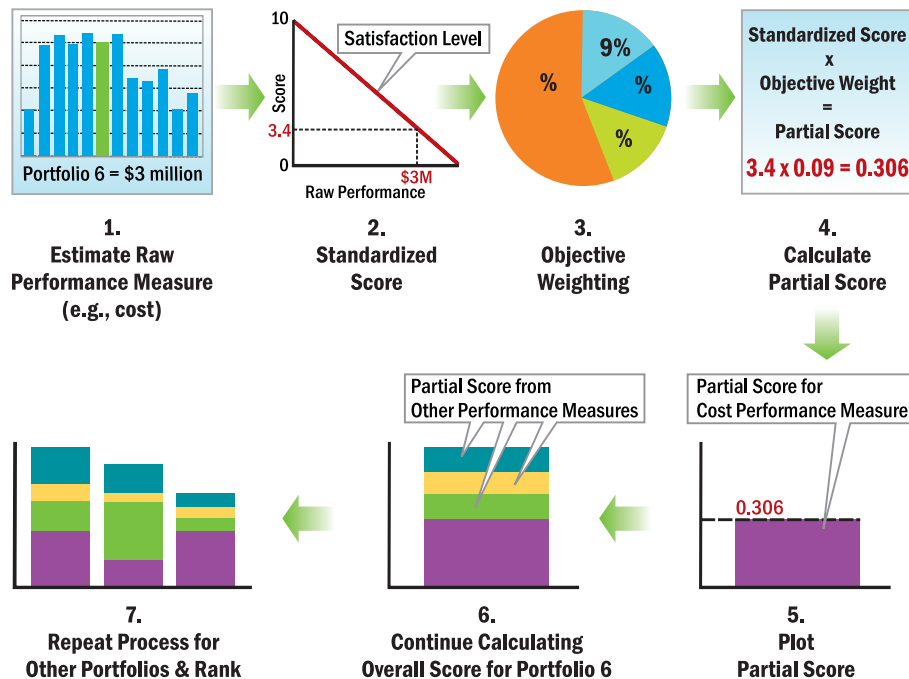 Portfolio 6 = $3 million
1.
Estimate Raw
Performance Measure
(e.g., cost)
10
Satisfaction Level
Score
3.4
0
$3M
Raw Performance
2.
Standardized
Score
9%
%
%
%
3.
Objective
Weighting
Standardized Score
x
Objective Weight
=
Partial Score
3.4 x 0.09 = 0.306
4.
Calculate
Partial Score
Partial Score for
Cost Performance Measure
0.306
5.
Plot
Partial Score
Partial Score from
Other Performance Measures
6.
Continue Calculating
Overall Score for Portfolio 6
7.
Repeat Process for
Other Portfolios & Rank